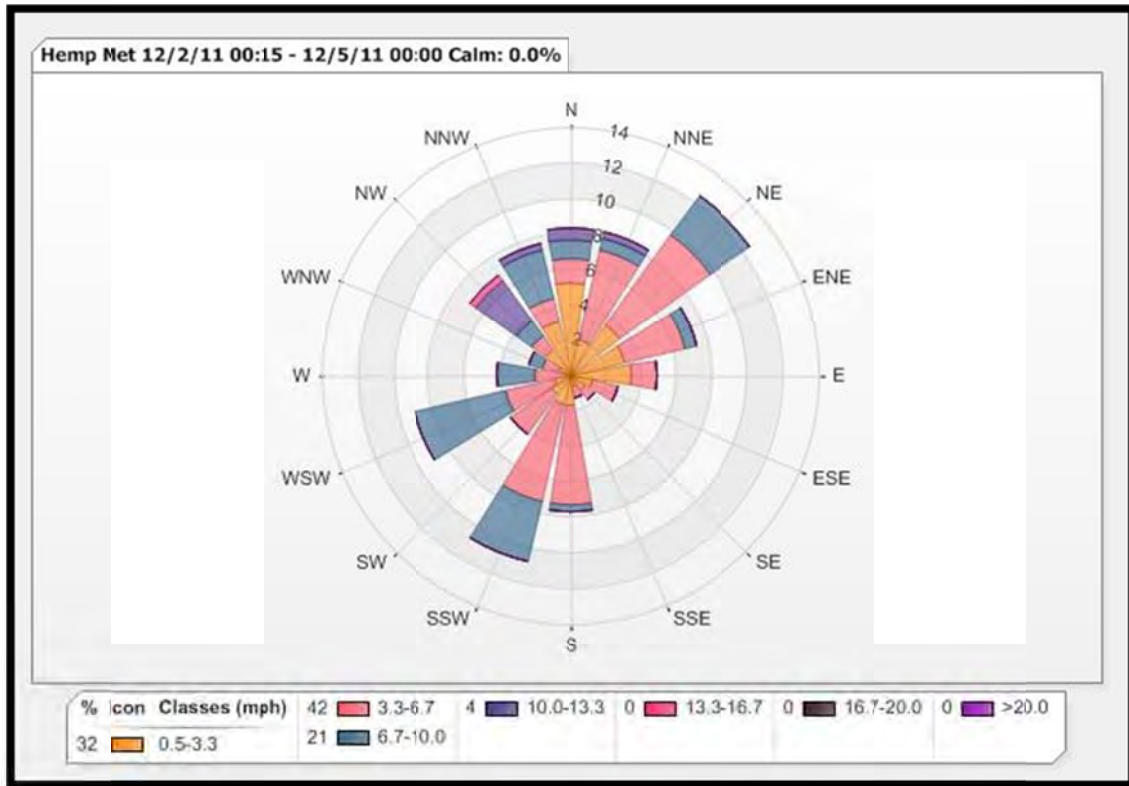 Hemp Met 12/2/11 00:15 - 12/5/11 00:00 Calm: 0.0%
N
NNW
14
NNE
12
NW
10
NE
8
WNW
6
ENE
4
2
W
E
WSW
ESE
SW
SE
SSW
SSE
S
% Icon Classes (mph) 42 3.3-6.7 4 10.0-13.3 0 13.3-16.7 0 16.7-20.0 0 >20.0
32 0.5-3.3 21 6.7-10.0